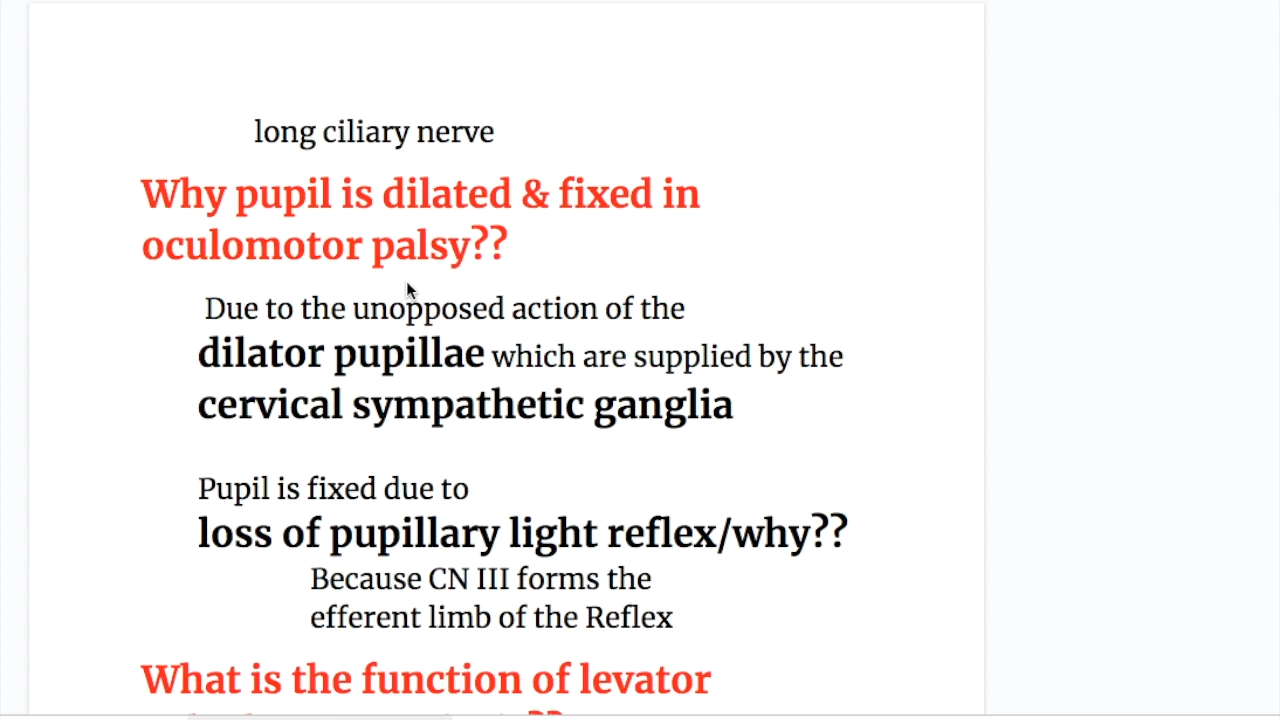 long ciliary nerve
Why pupil is dilated & fixed in
oculomotor palsy??
Due to the unopposed action of the
dilator pupillae which are supplied by the
cervical sympathetic ganglia
Pupil is fixed due to
loss of pupillary light reflex/why??
Because CN III forms the
efferent limb of the Reflex
What is the function of levator
??